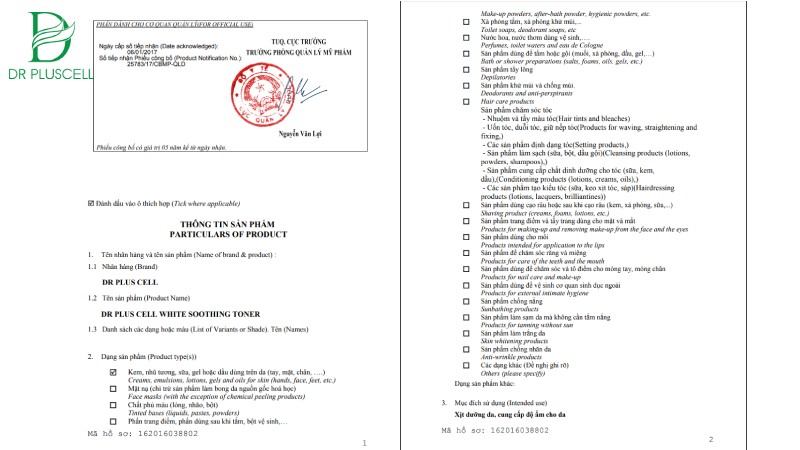 DR PLUSCELL
PHẦN DÀNH CHO CƠ QUAN QUẢN LÝ(FOR OFFICIAL USE)
Ngày cấp số tiếp nhận (Date acknowledged):
06/01/2017
Số tiếp nhận Phiếu công bố (Product Notification No.):
25783/17/CBMP-QLD
TUQ. CỤC TRƯỞNG
TRƯỞNG PHÒNG QUẢN LÝ MỸ PHẨM
BỘ Y TẾ
CỤC QUẢN LÝ
Nguyễn Văn Lợi
Phiếu công bố có giá trị 05 năm kể từ ngày nhận.
Đánh dấu vào ô thích hợp (Tick where applicable)
THÔNG TIN SẢN PHẨM
PARTICULARS OF PRODUCT
1. Tên nhãn hàng và tên sản phẩm (Name of brand & product) :
1.1 Nhãn hàng (Brand)
DR PLUS CELL
1.2 Tên sản phẩm (Product Name)
DR PLUS CELL WHITE SOOTHING TONER
1.3 Danh sách các dạng hoặc màu (List of Variants or Shade). Tên (Names)
2. Dạng sản phẩm (Product type(s))
Kem, nhũ tương, sữa, gel hoặc dầu dùng trên da (tay, mặt, chân, ….)
Creams, emulsions, lotions, gels and oils for skin (hands, face, feet, etc.)
Mặt nạ (chỉ trừ sản phẩm làm bong da nguồn gốc hoá học)
Face masks (with the exception of chemical peeling products)
Chất phủ màu (lỏng, nhão, bột)
Tinted bases (liquids, pastes, powders)
Phấn trang điểm, phấn dùng sau khi tắm, bột vệ sinh,…
Mã hồ sơ: 162016038802
1
Make-up powders, after-bath powder, hygienic powders, etc.
Xà phòng tắm, xà phòng khử mùi,..
Toilet soaps, deodorant soaps, etc
Nước hoa, nước thơm dùng vệ sinh,….
Perfumes, toilet waters and eau de Cologne
Sản phẩm dùng để tắm hoặc gội (muối, xà phòng, dầu, gel,…)
Bath or shower preparations (salts, foams, oils, gels, etc.)
Sản phẩm tẩy lông
Depilatories
Sản phẩm khử mùi và chống mùi.
Deodorants and anti-perspirants
Hair care products
Sản phẩm chăm sóc tóc
- Nhuộm và tẩy màu tóc(Hair tints and bleaches)
- Uốn tóc, duỗi tóc, giữ nếp tóc(Products for waving, straightening and
fixing,)
- Các sản phẩm định dạng tóc(Setting products,)
- Sản phẩm làm sạch (sữa, bột, dầu gội)(Cleansing products (lotions,
powders, shampoos),)
- Sản phẩm cung cấp chất dinh dưỡng cho tóc (sữa, kem,
dầu),(Conditioning products (lotions, creams, oils),)
- Các sản phẩm tạo kiểu tóc (sữa, keo xịt tóc, sáp)(Hairdressing
products (lotions, lacquers, brilliantines))
Sản phẩm dùng cạo râu hoặc sau khi cạo râu (kem, xà phòng, sữa,...)
Shaving product (creams, foams, lotions, etc.)
Sản phẩm trang điểm và tẩy trang dùng cho mặt và mắt
Products for making-up and removing make-up from the face and the eyes
Sản phẩm dùng cho môi
Products intended for application to the lips
Sản phẩm để chăm sóc răng và miệng
Products for care of the teeth and the mouth
Sản phẩm dùng để chăm sóc và tô điểm cho móng tay, móng chân
Products for nail care and make-up
Sản phẩm dùng để vệ sinh cơ quan sinh dục ngoài
Products for external intimate hygiene
Sản phẩm chống nắng
Sunbathing products
Sản phẩm làm sạm da mà không cần tắm nắng
Products for tanning without sun
Sản phẩm làm trắng da
Skin whitening products
Sản phẩm chống nhăn da
Anti-wrinkle products
Các dạng khác (Đề nghị ghi rõ)
Others (please specify)
Dạng sản phẩm khác:
3. Mục đích sử dụng (Intended use)
Xịt dưỡng da, cung cấp độ ẩm cho da
Mã hồ sơ: 162016038802
2